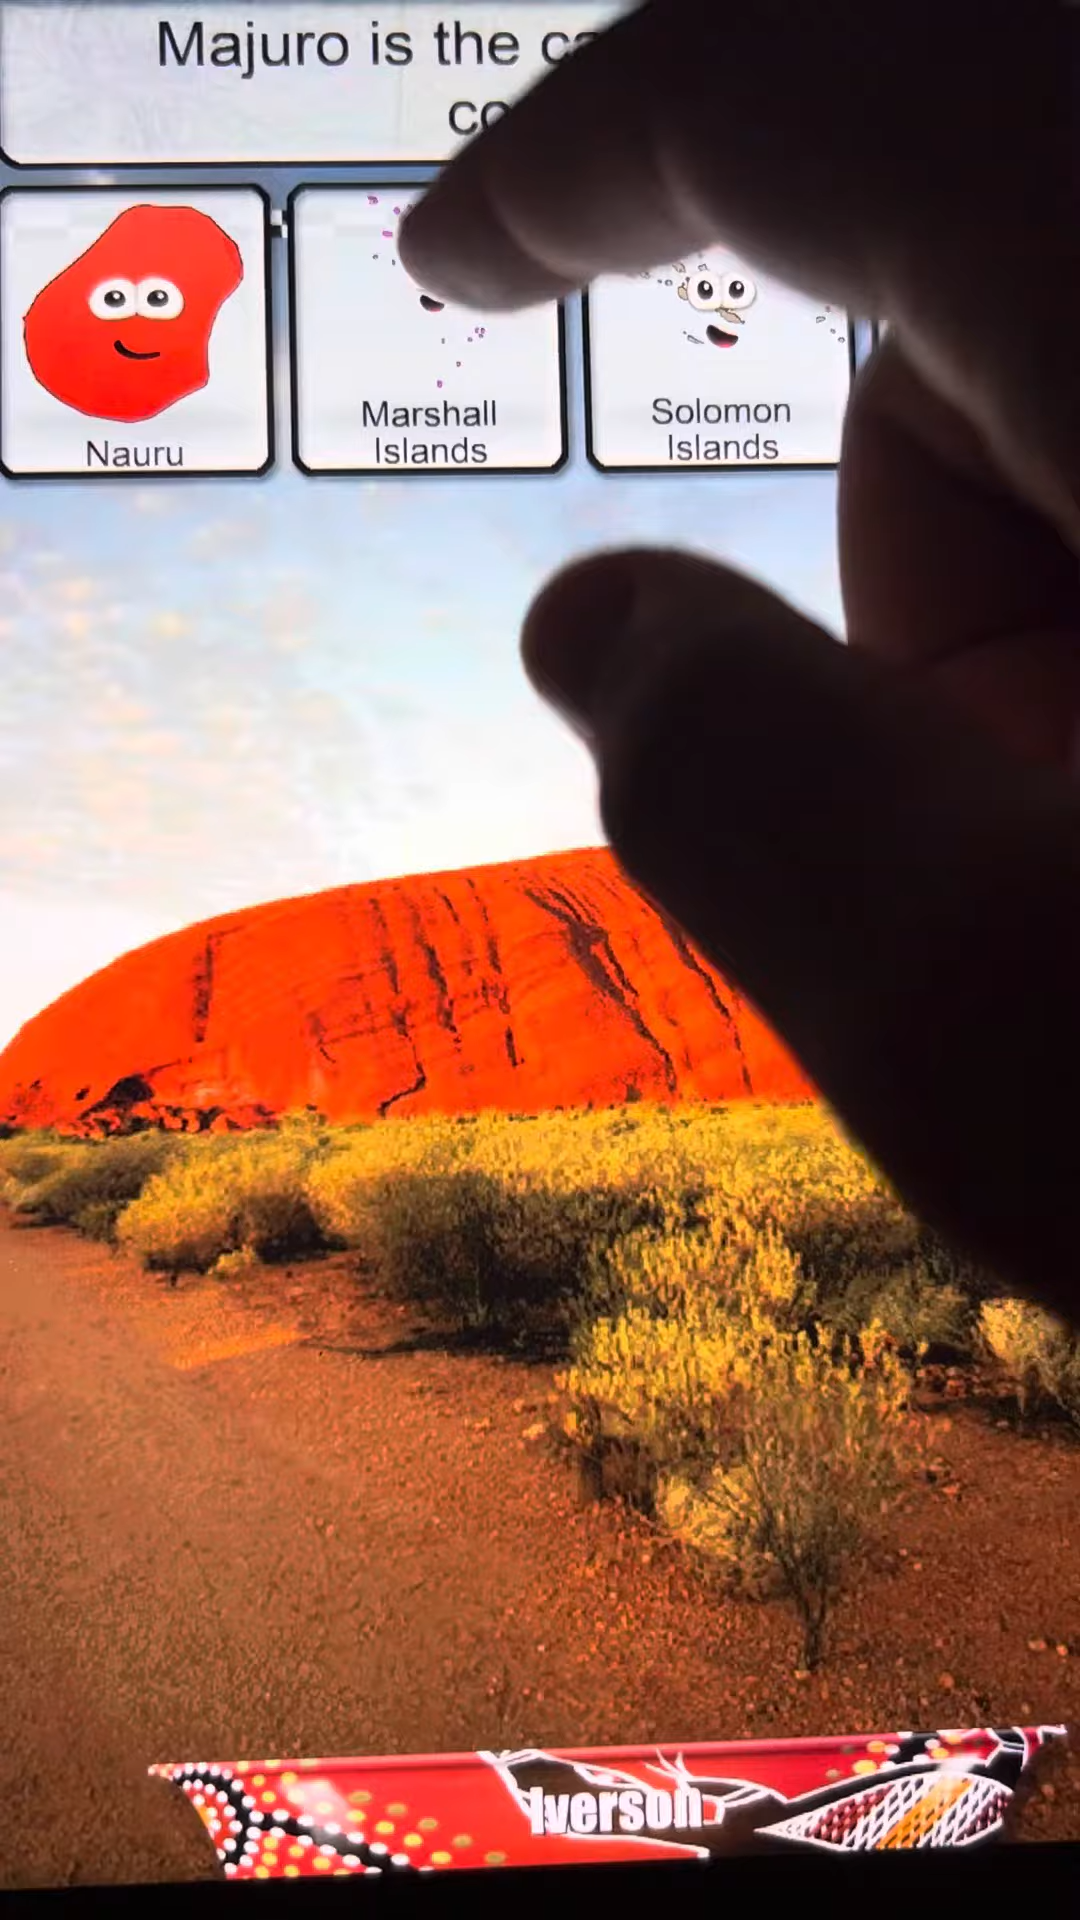 Majuro is the
Nauru
Marshall
Islands
Solomon
Islands
Iverson